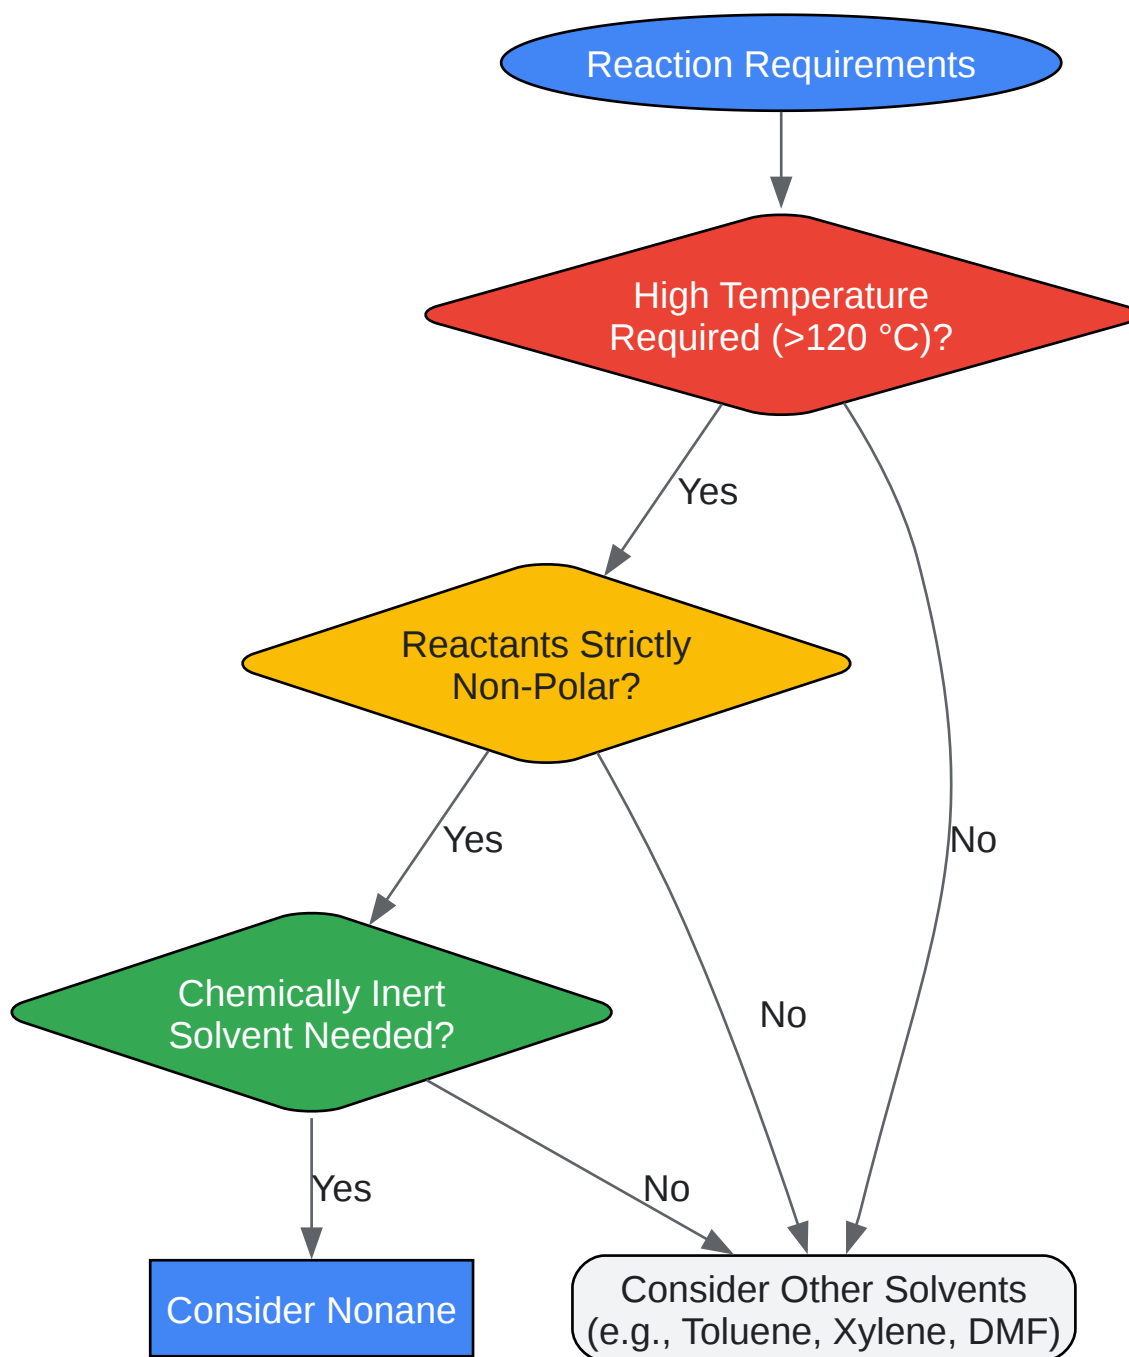 Reaction Requirements
High Temperature
Required (>120 °C)?
Yes
Reactants Strictly
Non-Polar?
Yes
No
Chemically Inert
Solvent Needed?
No
Yes
No
Consider Nonane
Consider Other Solvents
(e.g., Toluene, Xylene, DMF)